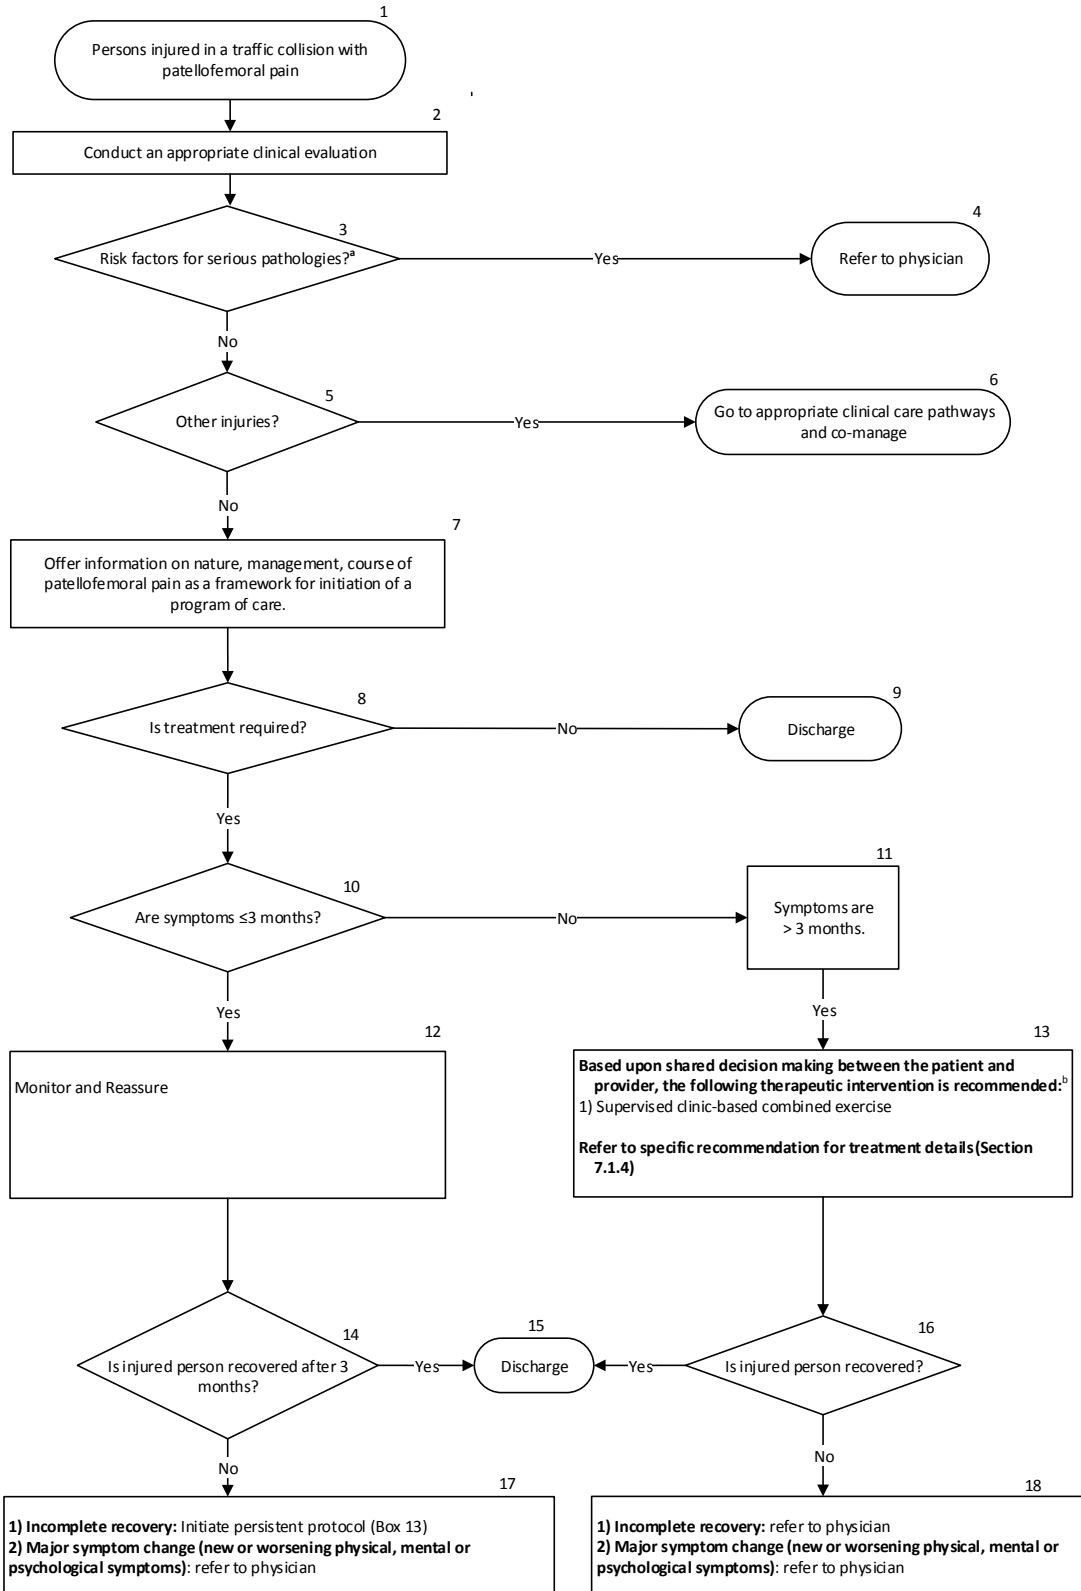 1
Persons injured in a traffic collision with
patellofemoral pain
2
Conduct an appropriate clinical evaluation
3
Risk factors for serious pathologies?ᵃ
Yes
4
Refer to physician
No
5
Other injuries?
Yes
6
Go to appropriate clinical care pathways
and co-manage
No
7
Offer information on nature, management, course of
patellofemoral pain as a framework for initiation of a
program of care.
8
Is treatment required?
No
9
Discharge
Yes
10
Are symptoms ≤3 months?
No
11
Symptoms are
> 3 months.
Yes
Yes
12
Monitor and Reassure
13
Based upon shared decision making between the patient and
provider, the following therapeutic intervention is recommended:ᵇ
1) Supervised clinic-based combined exercise
Refer to specific recommendation for treatment details (Section
7.1.4)
14
Is injured person recovered after 3
months?
Yes
15
Discharge
Yes
16
Is injured person recovered?
No
No
17
1) Incomplete recovery: Initiate persistent protocol (Box 13)
2) Major symptom change (new or worsening physical, mental or
psychological symptoms): refer to physician
18
1) Incomplete recovery: refer to physician
2) Major symptom change (new or worsening physical, mental or
psychological symptoms): refer to physician